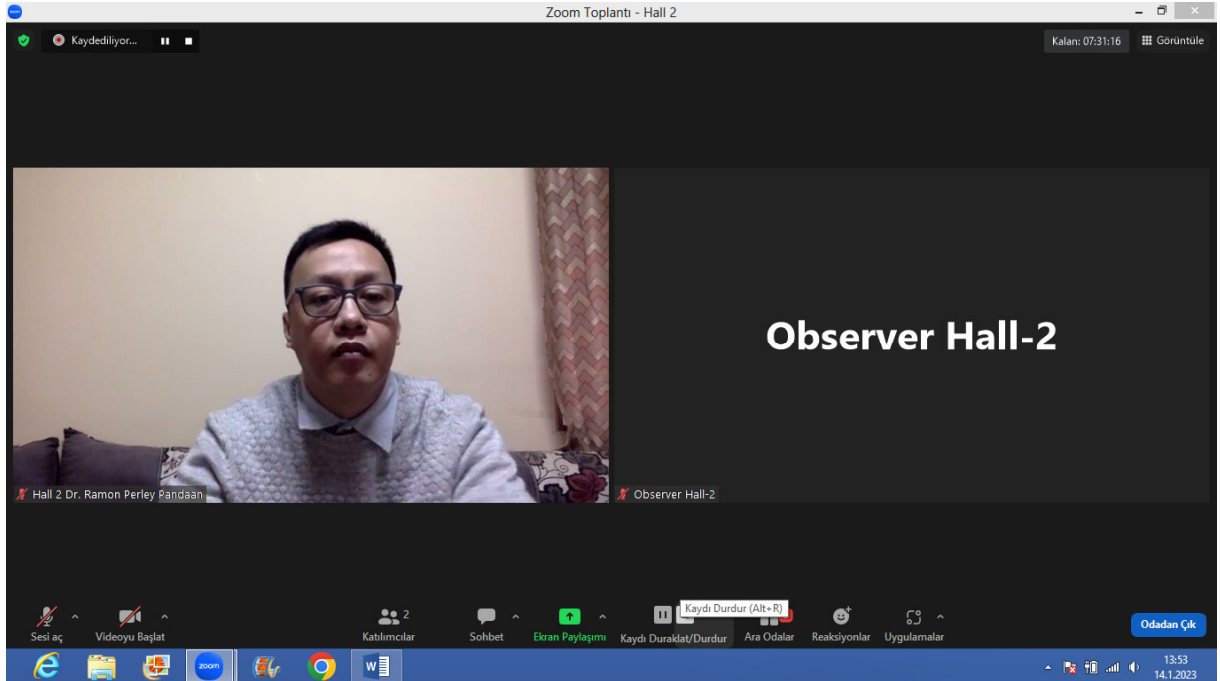 Zoom Toplantı - Hall 2
Kaydediliyor...
Kalan: 07:31:16
Görüntüle
Observer Hall-2
Hall 2 Dr. Ramon Perley Pandaan
Observer Hall-2
2
Kaydı Durdur (Alt+R)
Sesi aç
Videoyu Başlat
Katılımcılar
Sohbet
Ekran Paylaşımı
Kaydı Duraklat/Durdur
Ara Odalar
Reaksiyonlar
Uygulamalar
Odadan Çık
zoom
W
13:53
14.1.2023